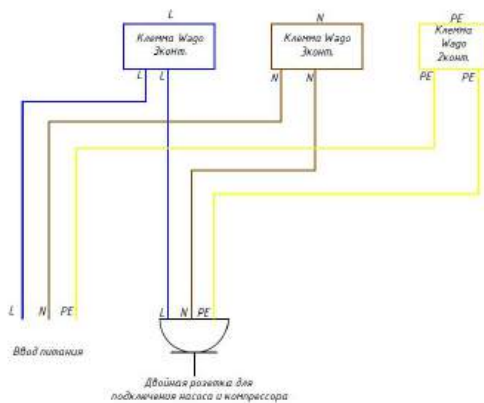 L
N
PE
Клемма Wago
3конт.
Клемма Wago
3конт.
Клемма
Wago
2конт.
L
L
N
N
PE
PE
L
N
PE
L
N
PE
Ввод питания
Двойная розетка для
подключения насоса и компрессора